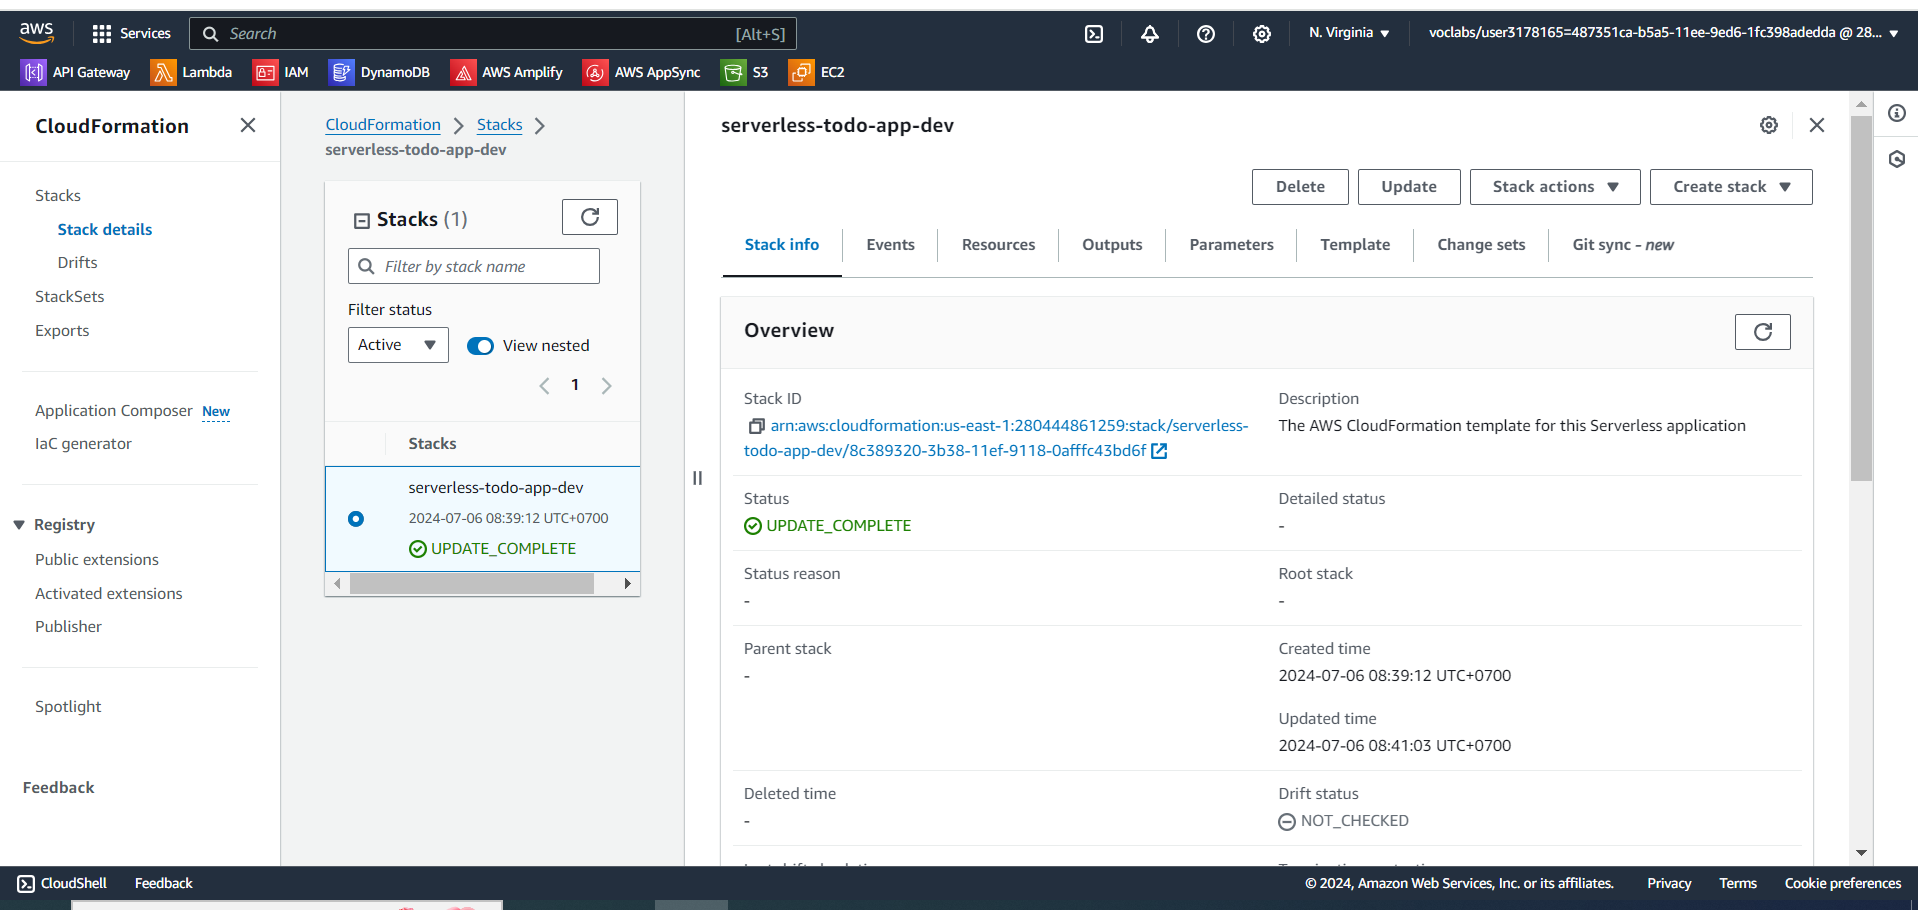 aws
Services
Search
[Alt+S]
N. Virginia
voclabs/user3178165=487351ca-b5a5-11ee-9ed6-1fc398adedda @ 28...
API Gateway
Lambda
IAM
DynamoDB
AWS Amplify
AWS AppSync
S3
EC2
CloudFormation
Stacks
Stack details
Drifts
StackSets
Exports
Application Composer New
IaC generator
Registry
Public extensions
Activated extensions
Publisher
Spotlight
Feedback
CloudFormation
Stacks
serverless-todo-app-dev
Stacks (1)
Filter by stack name
Filter status
Active
View nested
1
Stacks
serverless-todo-app-dev
2024-07-06 08:39:12 UTC+0700
UPDATE_COMPLETE
serverless-todo-app-dev
Delete
Update
Stack actions
Create stack
Stack info
Events
Resources
Outputs
Parameters
Template
Change sets
Git sync - new
Overview
Stack ID
arn:aws:cloudformation:us-east-1:280444861259:stack/serverless-
todo-app-dev/8c389320-3b38-11ef-9118-0afffc43bd6f
Description
The AWS CloudFormation template for this Serverless application
Status
UPDATE_COMPLETE
Detailed status
-
Status reason
-
Root stack
-
Parent stack
-
Created time
2024-07-06 08:39:12 UTC+0700
Updated time
2024-07-06 08:41:03 UTC+0700
Deleted time
-
Drift status
NOT_CHECKED
CloudShell
Feedback
© 2024, Amazon Web Services, Inc. or its affiliates.
Privacy
Terms
Cookie preferences